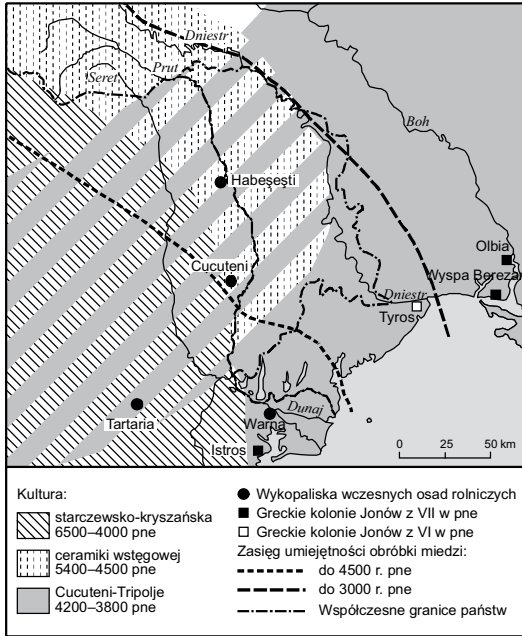 Dniestr
Prut
Seret
Boh
Habeşeşti
Olbia
Cucuteni
Wyspa Berezań
Dniestr
Tyros
Tartaria
Warna
Dunaj
Istros
0 25 50 km
Kultura:
starczewsko-kryszańska
6500–4000 pne
ceramiki wstęgowej
5400–4500 pne
Cucuteni-Tripolje
4200–3800 pne
Wykopaliska wczesnych osad rolniczych
Greckie kolonie Jonów z VII w pne
Greckie kolonie Jonów z VI w pne
Zasięg umiejętności obróbki miedzi:
do 4500 r. pne
do 3000 r. pne
Współczesne granice państw